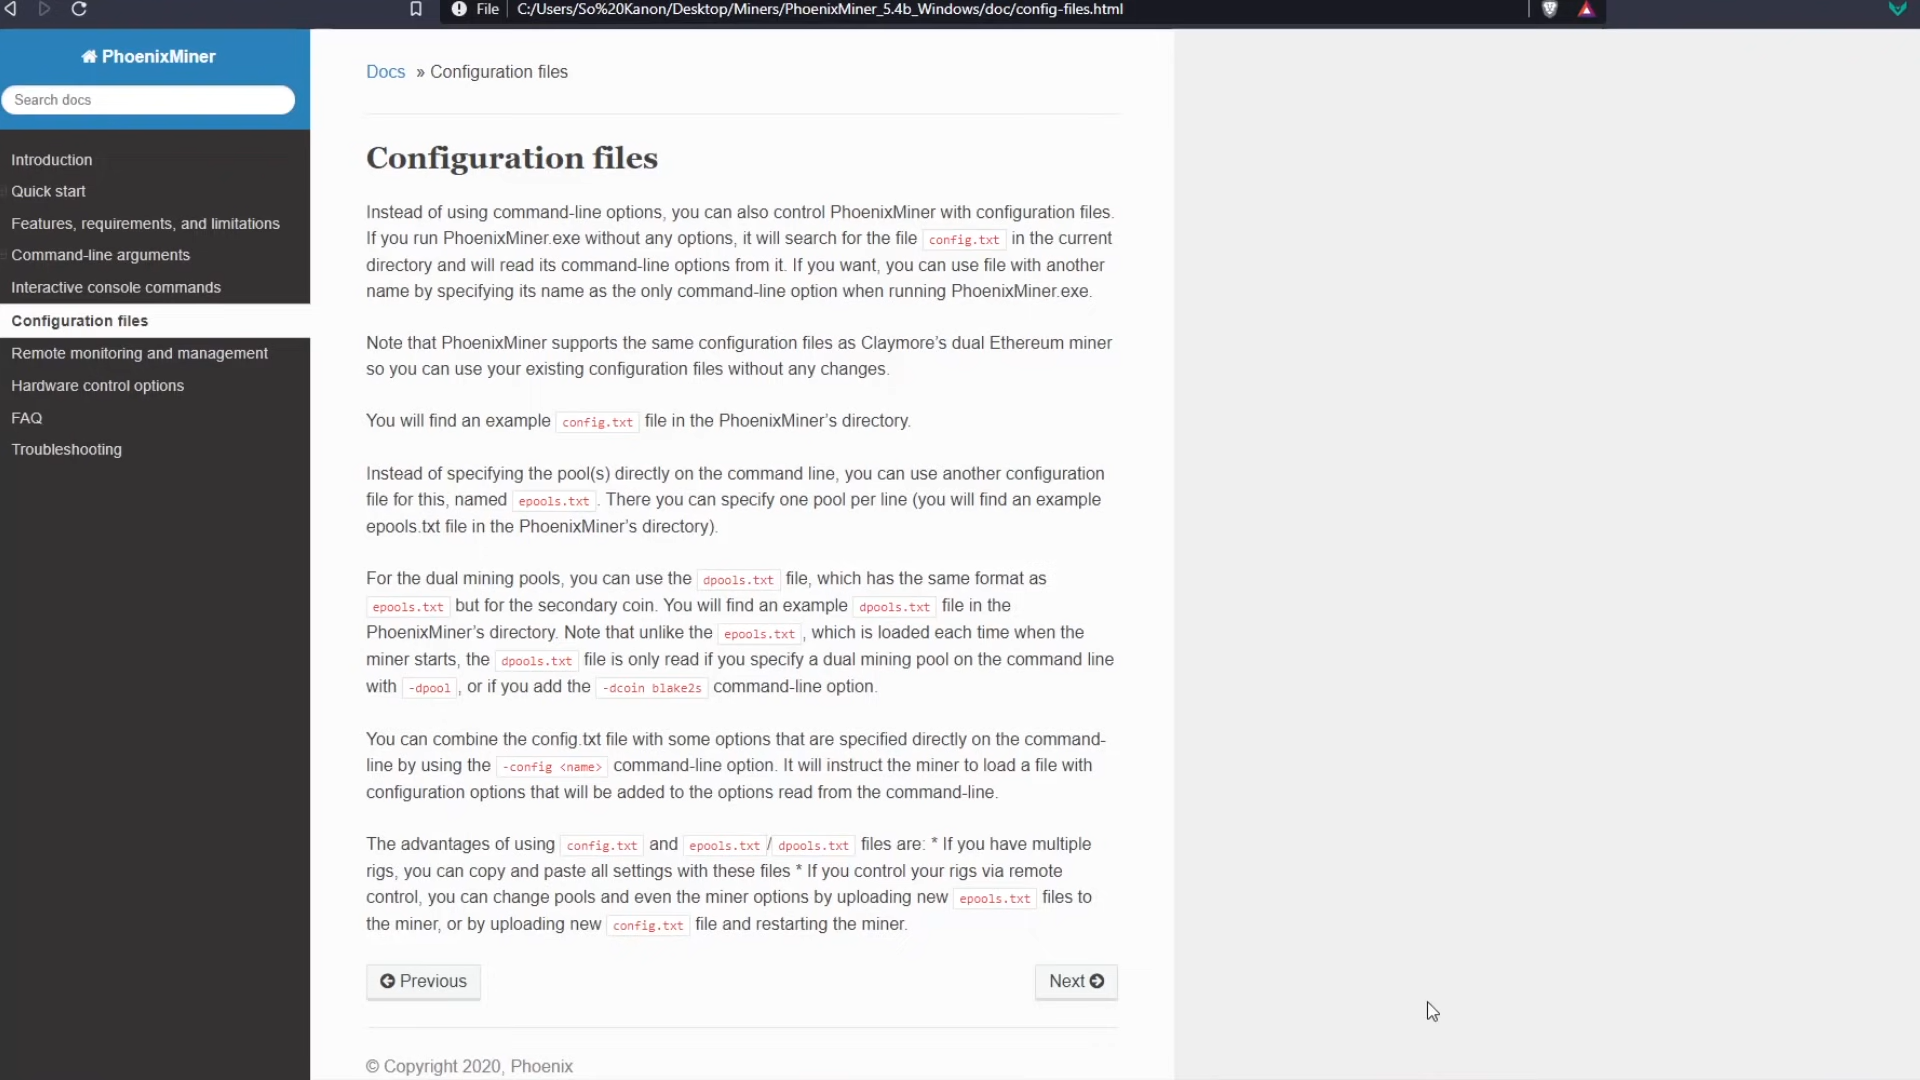 File C:/Users/So%20Kanon/Desktop/Miners/PhoenixMiner_5.4b_Windows/doc/config-files.html
PhoenixMiner
Search docs
Introduction
Quick start
Features, requirements, and limitations
Command-line arguments
Interactive console commands
Configuration files
Remote monitoring and management
Hardware control options
FAQ
Troubleshooting
Docs » Configuration files
Configuration files
Instead of using command-line options, you can also control PhoenixMiner with configuration files.
If you run PhoenixMiner.exe without any options, it will search for the file config.txt in the current
directory and will read its command-line options from it. If you want, you can use file with another
name by specifying its name as the only command-line option when running PhoenixMiner.exe.
Note that PhoenixMiner supports the same configuration files as Claymore’s dual Ethereum miner
so you can use your existing configuration files without any changes.
You will find an example config.txt file in the PhoenixMiner’s directory.
Instead of specifying the pool(s) directly on the command line, you can use another configuration
file for this, named epools.txt. There you can specify one pool per line (you will find an example
epools.txt file in the PhoenixMiner’s directory).
For the dual mining pools, you can use the dpools.txt file, which has the same format as
epools.txt but for the secondary coin. You will find an example dpools.txt file in the
PhoenixMiner’s directory. Note that unlike the epools.txt, which is loaded each time when the
miner starts, the dpools.txt file is only read if you specify a dual mining pool on the command line
with -dpool, or if you add the -dcoin blake2s command-line option.
You can combine the config.txt file with some options that are specified directly on the command-
line by using the -config <name> command-line option. It will instruct the miner to load a file with
configuration options that will be added to the options read from the command-line.
The advantages of using config.txt and epools.txt/dpools.txt files are: * If you have multiple
rigs, you can copy and paste all settings with these files * If you control your rigs via remote
control, you can change pools and even the miner options by uploading new epools.txt files to
the miner, or by uploading new config.txt file and restarting the miner.
Previous
Next
© Copyright 2020, Phoenix